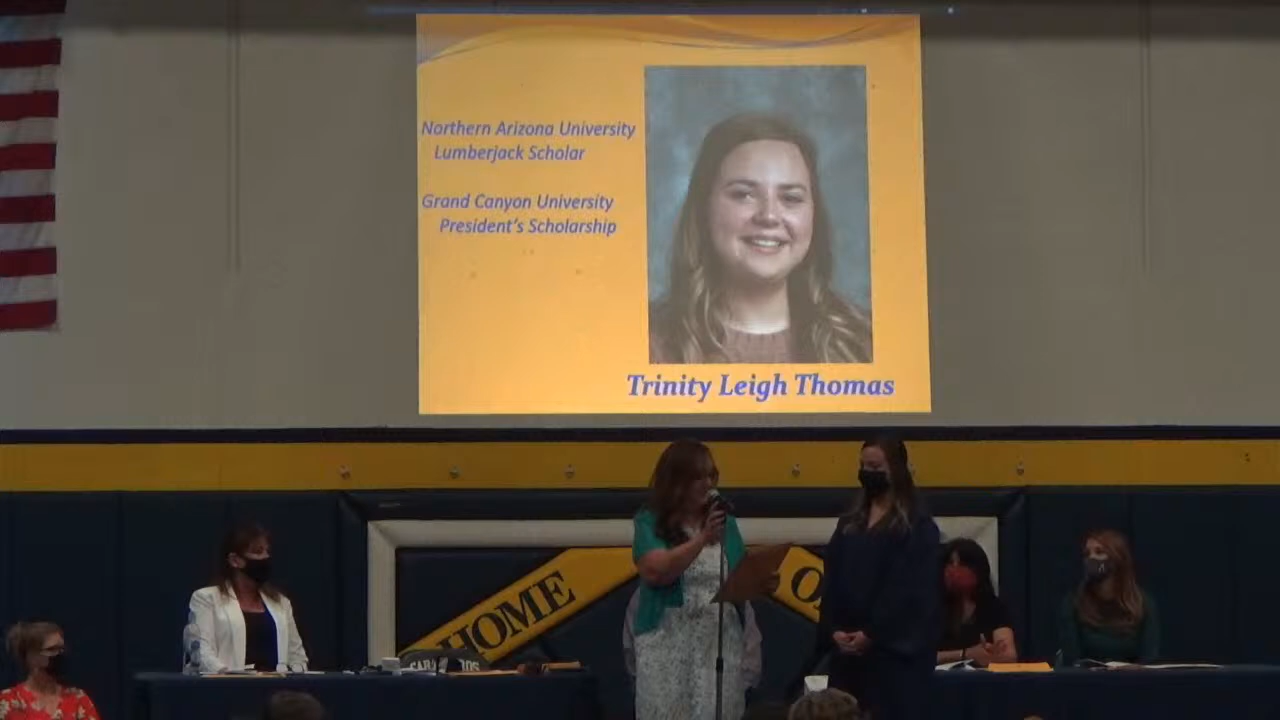 Northern Arizona University
Lumberjack Scholar
Grand Canyon University
President's Scholarship
Trinity Leigh Thomas
HOME